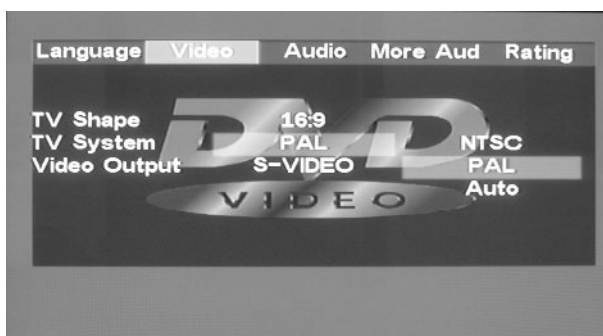 Language Video Audio More Aud Rating
TV Shape 16:9
TV System PAL NTSC
Video Output S-VIDEO PAL
Auto
DVD
VIDEO